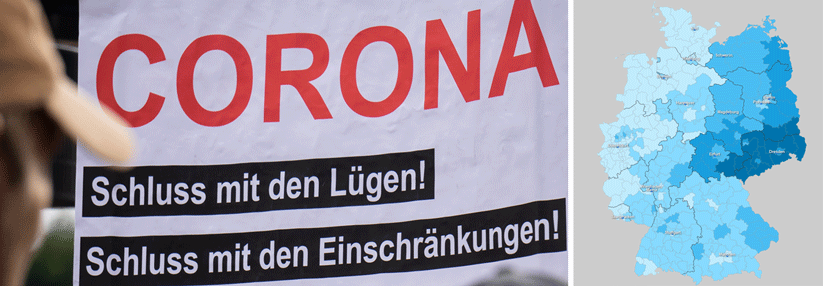 CORONA
Schluss mit den Lügen!
Schluss mit den Einschränkungen!